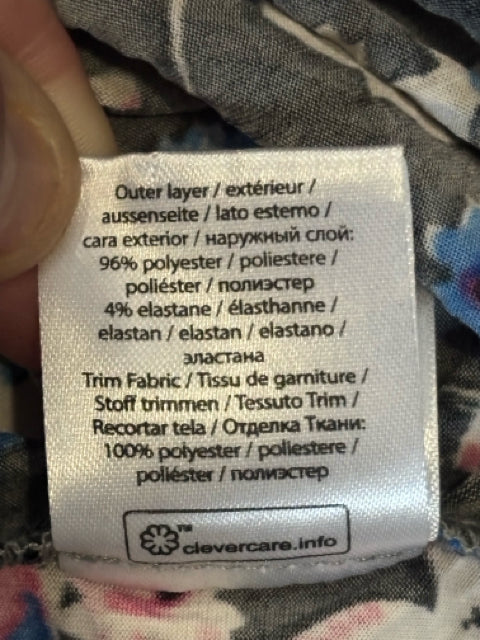 Outer layer / extérieur /
aussenseite / lato esterno /
cara exterior / наружный слой:
96% polyester / poliestere /
poliéster / полиэстер
4% elastane / élasthanne /
elastan / elastan / elastano /
эластана
Trim Fabric / Tissu de garniture /
Stoff trimmen / Tessuto Trim /
Recortar tela / Отделка Ткани:
100% polyester / poliestere /
poliéster / полиэстер
TM
clevercare.info